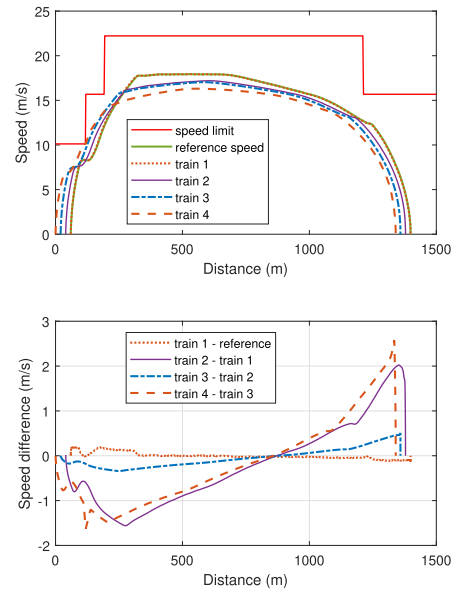 25
20
15
10
5
0
Speed (m/s)
speed limit
reference speed
train 1
train 2
train 3
train 4
0
500
1000
1500
Distance (m)
3
2
1
0
-1
-2
Speed difference (m/s)
train 1 - reference
train 2 - train 1
train 3 - train 2
train 4 - train 3
0
500
1000
1500
Distance (m)